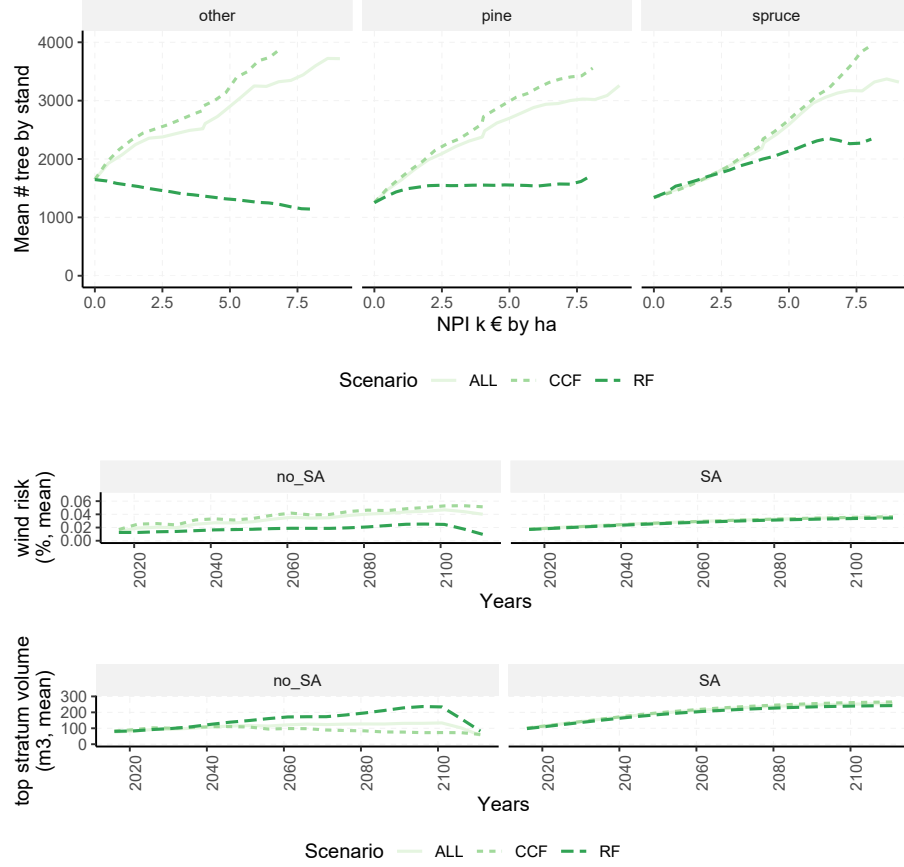 other pine spruce
Mean # tree by stand
4000
3000
2000
1000
0
0.0 2.5 5.0 7.5 0.0 2.5 5.0 7.5 0.0 2.5 5.0 7.5
NPI k € by ha
Scenario ALL CCF RF
no_SA SA
wind risk
(%, mean)
0.06
0.04
0.02
0.00
2020 2040 2060 2080 2100 2020 2040 2060 2080 2100
Years
no_SA SA
top stratum volume
(m3, mean)
300
200
100
0
2020 2040 2060 2080 2100 2020 2040 2060 2080 2100
Years
Scenario ALL CCF RF